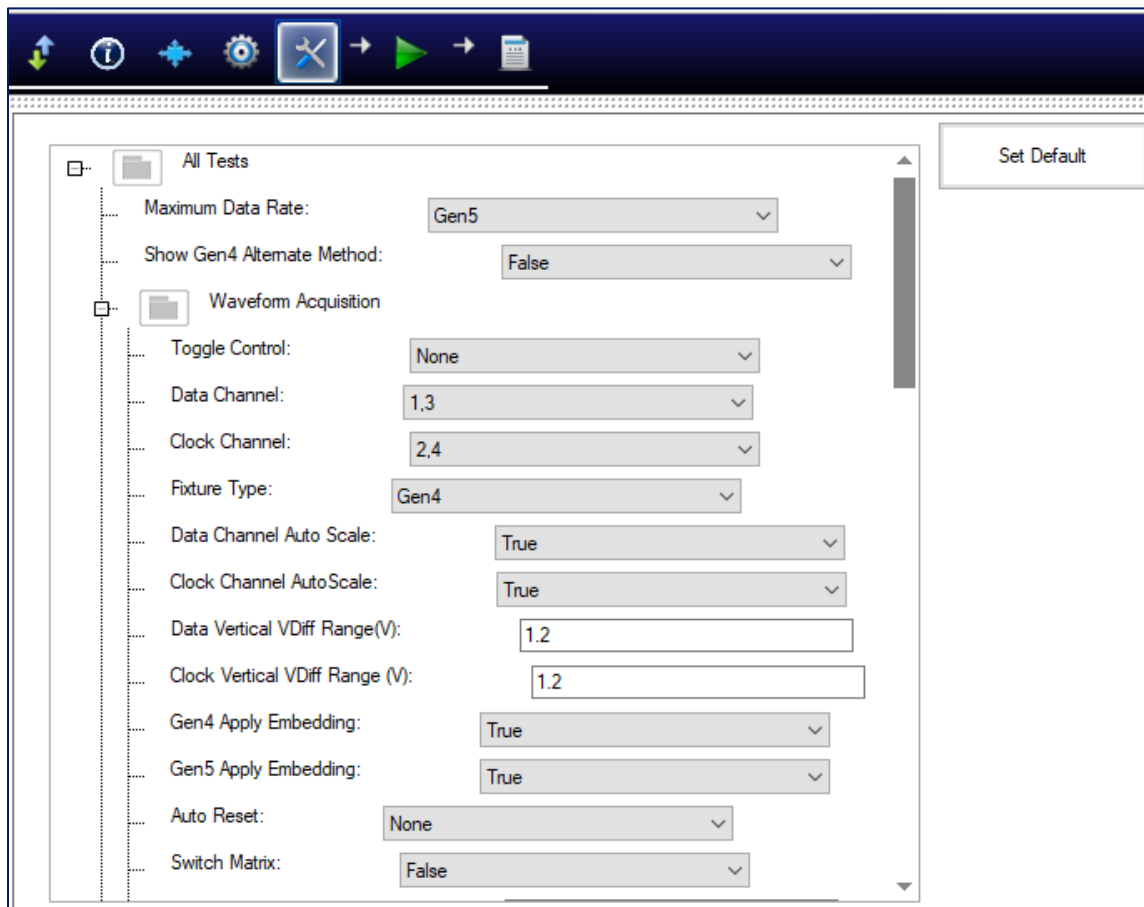 All Tests
Set Default
Maximum Data Rate: Gen5
Show Gen4 Alternate Method: False
Waveform Acquisition
Toggle Control: None
Data Channel: 1,3
Clock Channel: 2,4
Fixture Type: Gen4
Data Channel Auto Scale: True
Clock Channel AutoScale: True
Data Vertical VDiff Range(V): 1.2
Clock Vertical VDiff Range (V): 1.2
Gen4 Apply Embedding: True
Gen5 Apply Embedding: True
Auto Reset: None
Switch Matrix: False